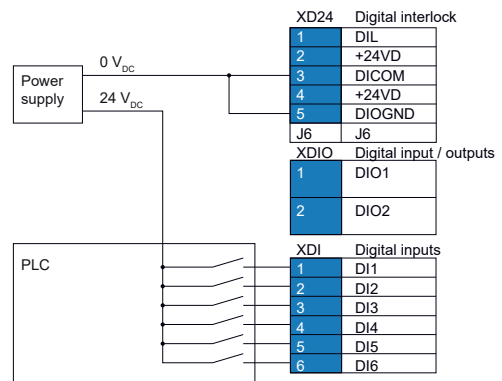 XD24 Digital interlock
1 DIL
2 +24VD
3 DICOM
4 +24VD
5 DIOGND
J6 J6
Power supply
0 VDC
24 VDC
XDIO Digital input / outputs
1 DIO1
2 DIO2
PLC
XDI Digital inputs
1 DI1
2 DI2
3 DI3
4 DI4
5 DI5
6 DI6